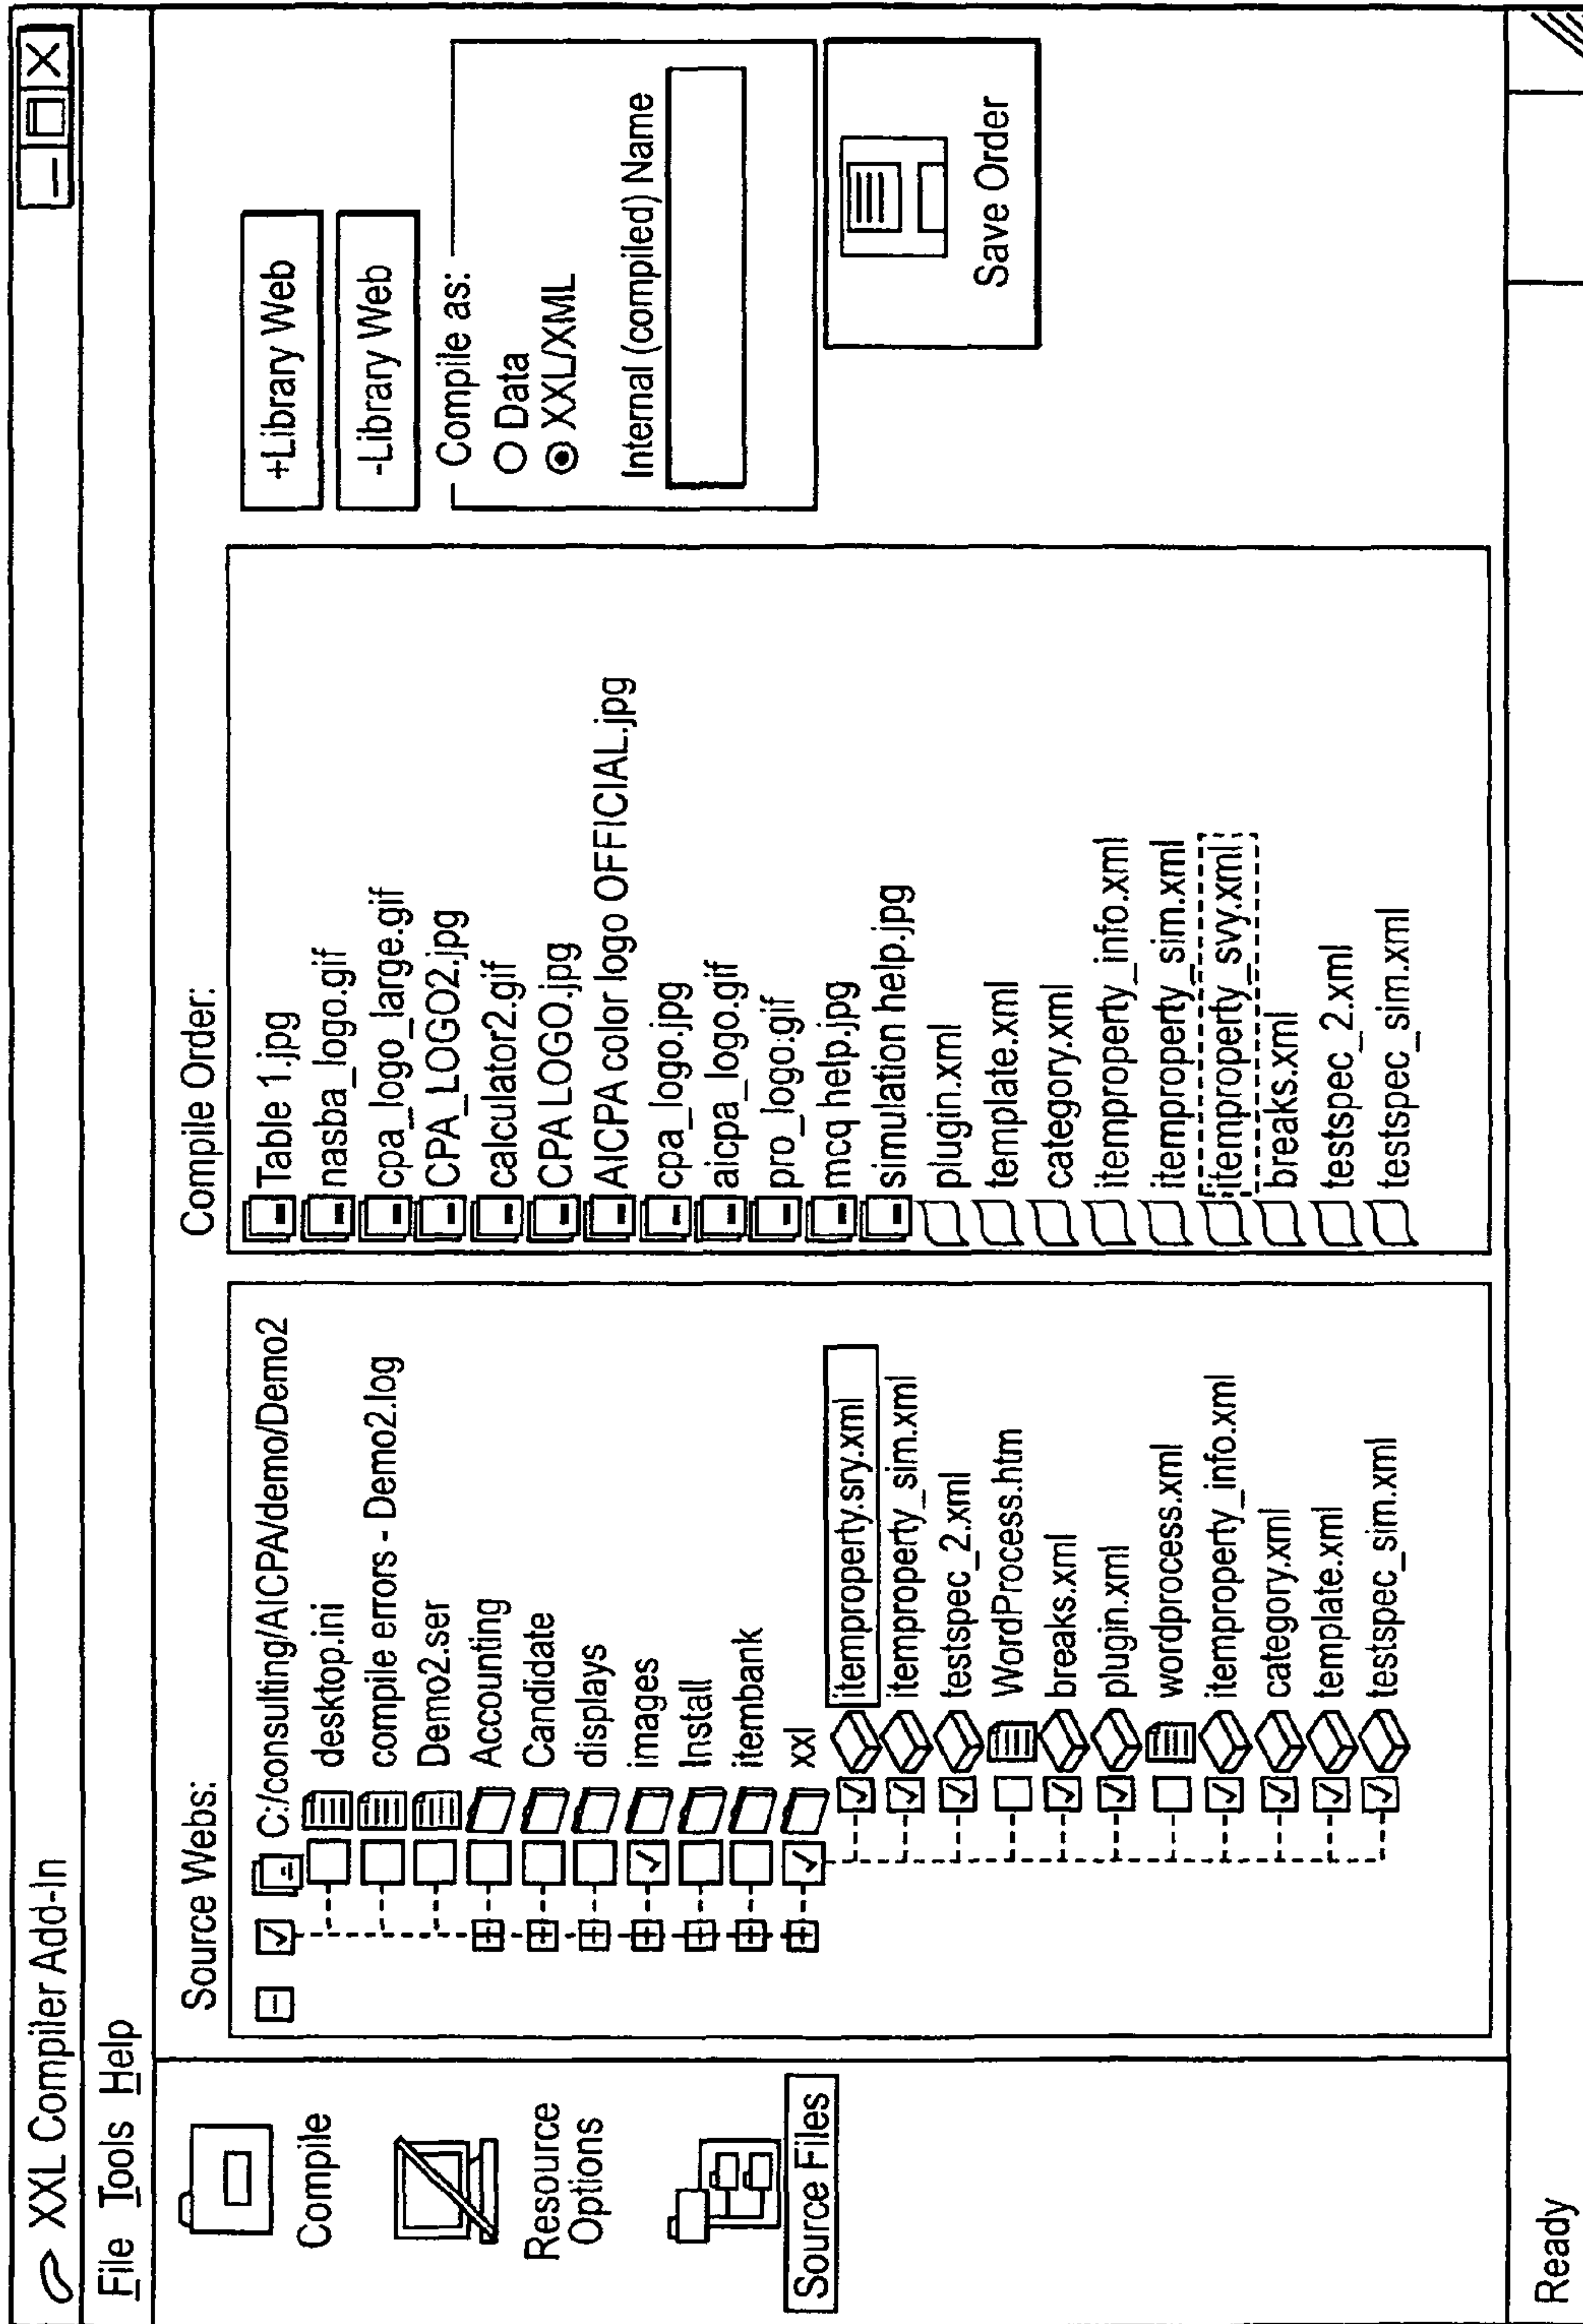 XXL Compiler Add-In
File Tools Help
Compile
Resource
Options
Source Files
Source Webs:
C:/consulting/AICPA/demo/Demo2
desktop.ini
compile errors - Demo2.log
Demo2.ser
Accounting
Candidate
displays
images
Install
itembank
xxl
itemproperty.sry.xml
itemproperty_sim.xml
testspec_2.xml
WordProcess.htm
breaks.xml
plugin.xml
wordprocess.xml
itemproperty_info.xml
category.xml
template.xml
testspec_sim.xml
Compile Order:
Table 1.jpg
nasba_logo.gif
cpa_logo_large.gif
CPA_LOGO2.jpg
calculator2.gif
CPA LOGO.jpg
AICPA color logo OFFICIAL.jpg
cpa_logo.jpg
aicpa_logo.gif
pro_logo.gif
mcq help.jpg
simulation help.jpg
plugin.xml
template.xml
category.xml
itemproperty_info.xml
itemproperty_sim.xml
itemproperty_svy.xml
breaks.xml
testspec_2.xml
testspec_sim.xml
+Library Web
-Library Web
Compile as:
Data
XXL/XML
Internal (compiled) Name
Save Order
Ready